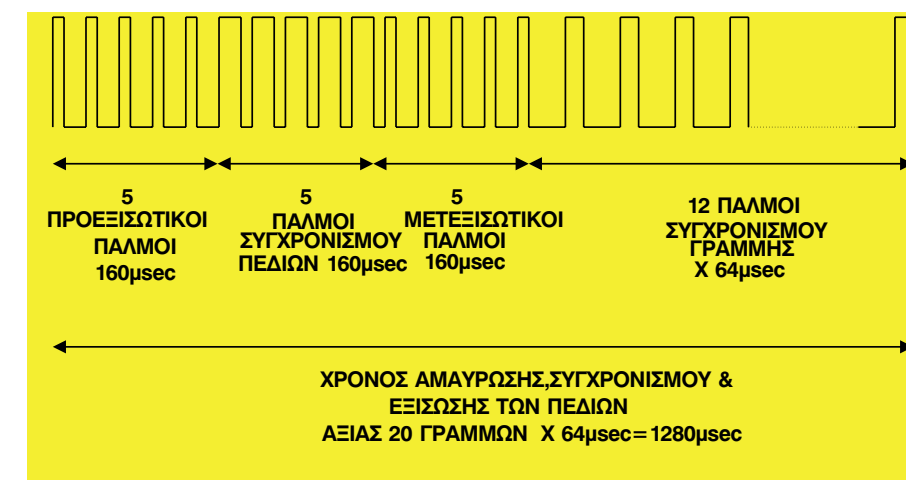 5
ΠΡΟΕΞΙΣΩΤΙΚΟΙ
ΠΑΛΜΟΙ
160μsec
5
ΠΑΛΜΟΙ
ΣΥΓΧΡΟΝΙΣΜΟΥ
ΠΕΔΙΩΝ 160μsec
5
ΜΕΤΕΞΙΣΩΤΙΚΟΙ
ΠΑΛΜΟΙ
160μsec
12 ΠΑΛΜΟΙ
ΣΥΓΧΡΟΝΙΣΜΟΥ
ΓΡΑΜΜΗΣ
Χ 64μsec
ΧΡΟΝΟΣ ΑΜΑΥΡΩΣΗΣ,ΣΥΓΧΡΟΝΙΣΜΟΥ &
ΕΞΙΣΩΣΗΣ ΤΩΝ ΠΕΔΙΩΝ
ΑΞΙΑΣ 20 ΓΡΑΜΜΩΝ Χ 64μsec=1280μsec